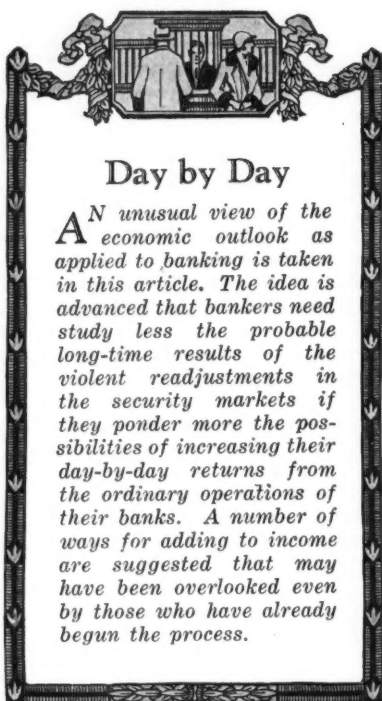 Day by Day
AN unusual view of the
economic outlook as
applied to banking is taken
in this article. The idea is
advanced that bankers need
study less the probable
long-time results of the
violent readjustments in
the security markets if
they ponder more the pos-
sibilities of increasing their
day-by-day returns from
the ordinary operations of
their banks. A number of
ways for adding to income
are suggested that may
have been overlooked even
by those who have already
begun the process.